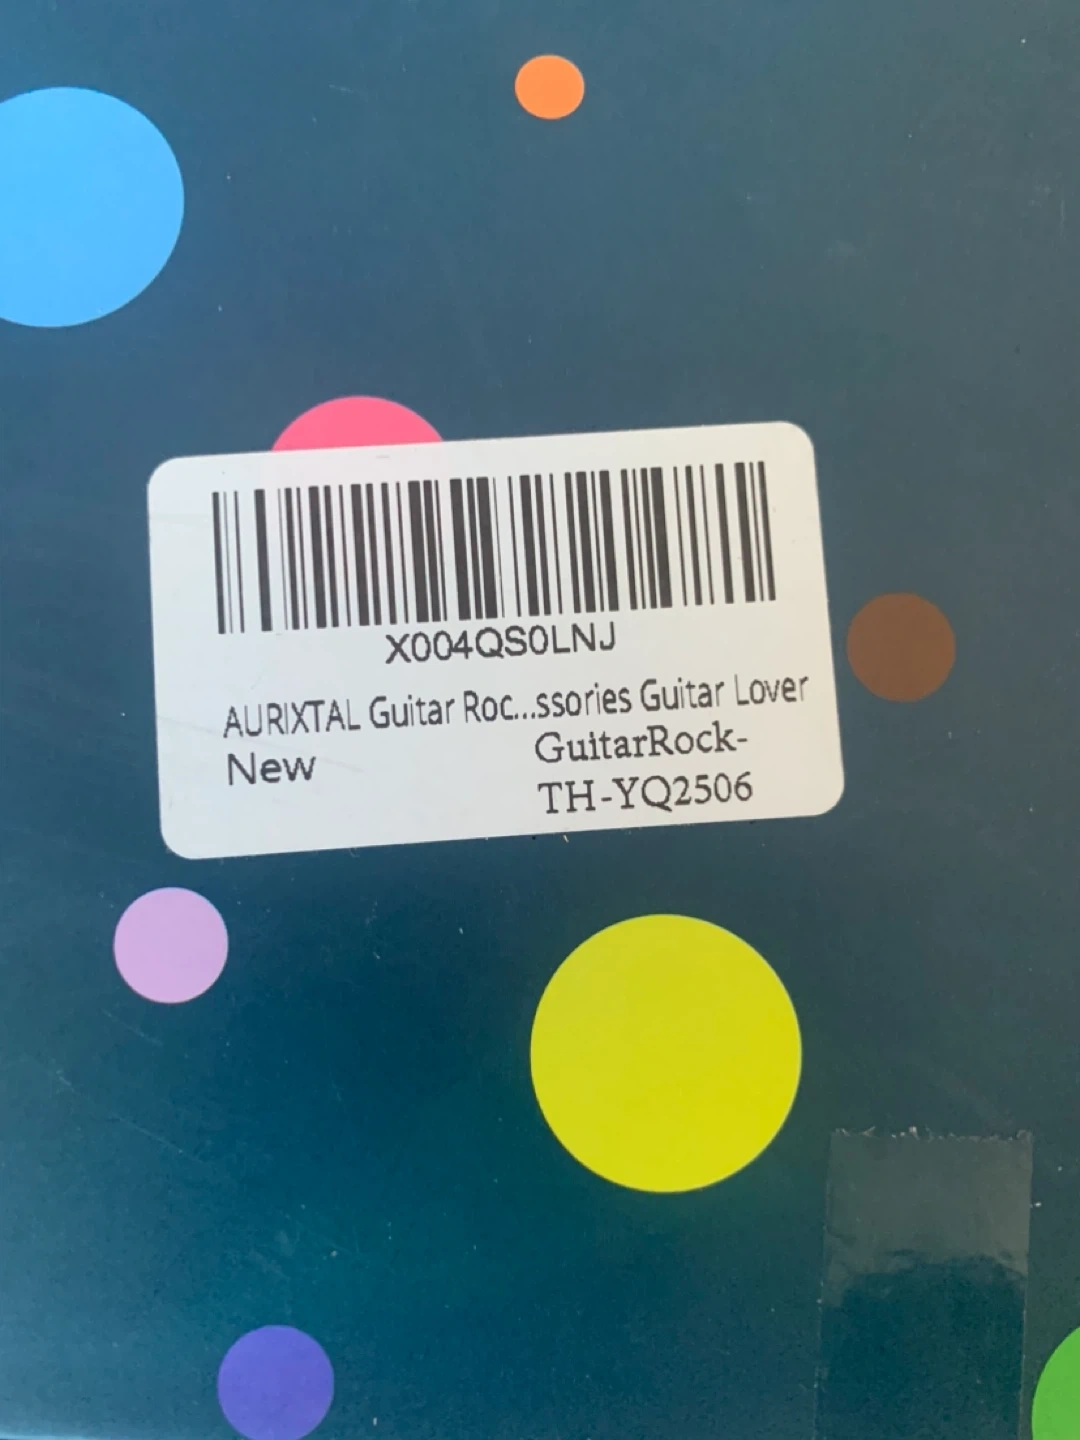 X004QS0LNJ
AURIXTAL Guitar Roc...ssories Guitar Lover
New
GuitarRock-
TH-YQ2506